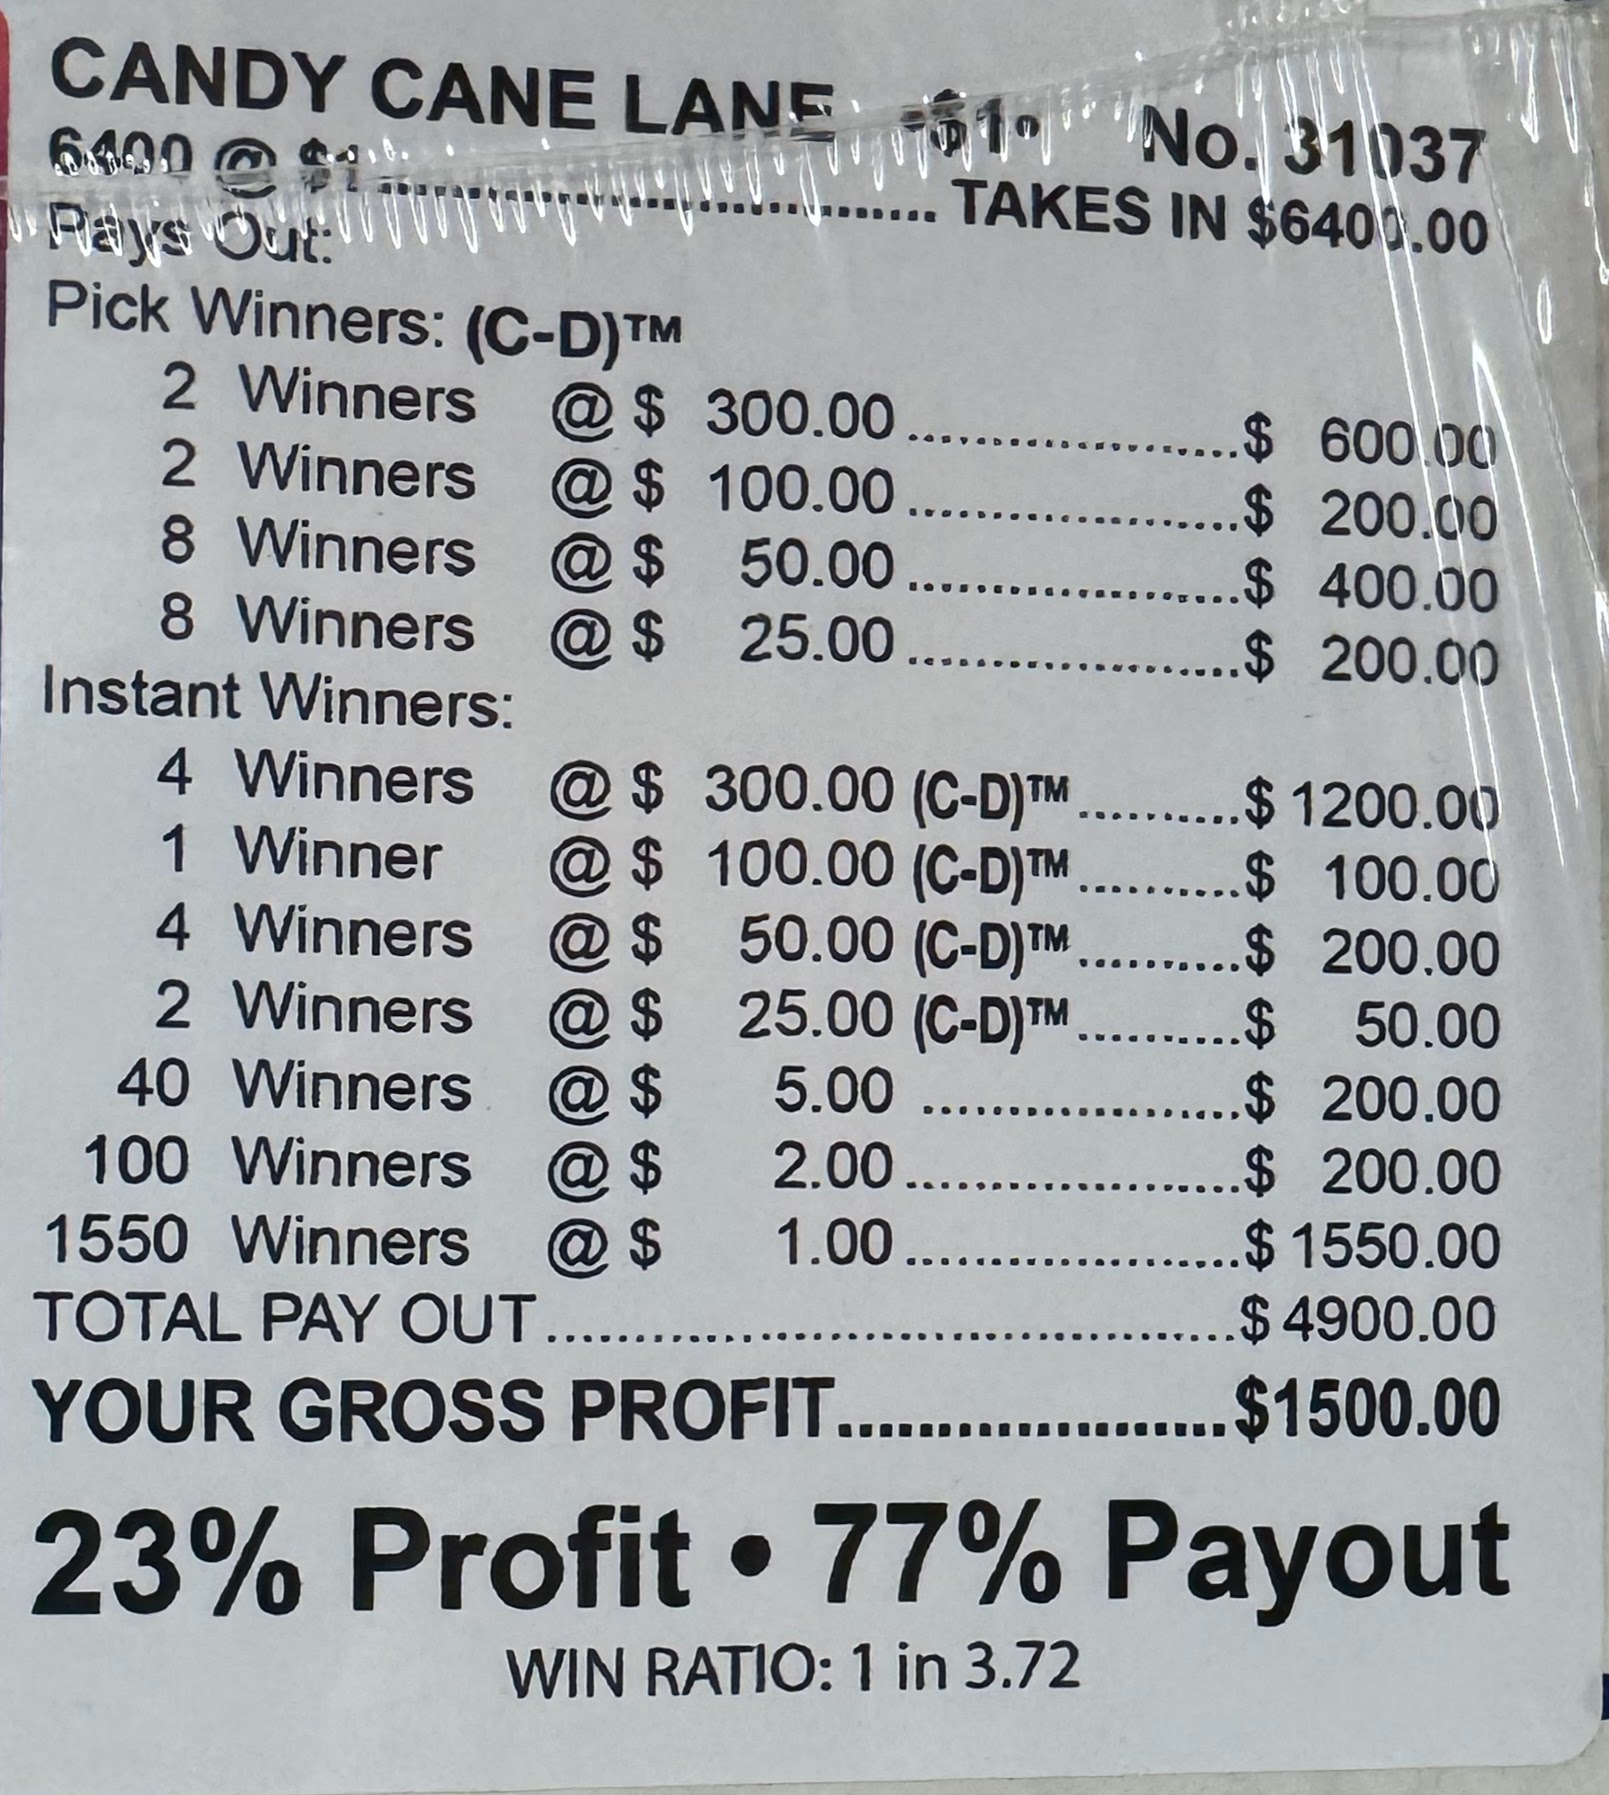 CANDY CANE LANE •$1• No. 31037
6400 @ $1................................................ TAKES IN $6400.00
Pays Out:
Pick Winners: (C-D)™
2 Winners @ $ 300.00........................$ 600.00
2 Winners @ $ 100.00........................$ 200.00
8 Winners @ $ 50.00........................$ 400.00
8 Winners @ $ 25.00........................$ 200.00
Instant Winners:
4 Winners @ $ 300.00 (C-D)™...........$ 1200.00
1 Winner @ $ 100.00 (C-D)™...........$ 100.00
4 Winners @ $ 50.00 (C-D)™...........$ 200.00
2 Winners @ $ 25.00 (C-D)™...........$ 50.00
40 Winners @ $ 5.00 .......................$ 200.00
100 Winners @ $ 2.00........................$ 200.00
1550 Winners @ $ 1.00........................$ 1550.00
TOTAL PAY OUT................................................$ 4900.00
YOUR GROSS PROFIT.....................$1500.00
23% Profit • 77% Payout
WIN RATIO: 1 in 3.72